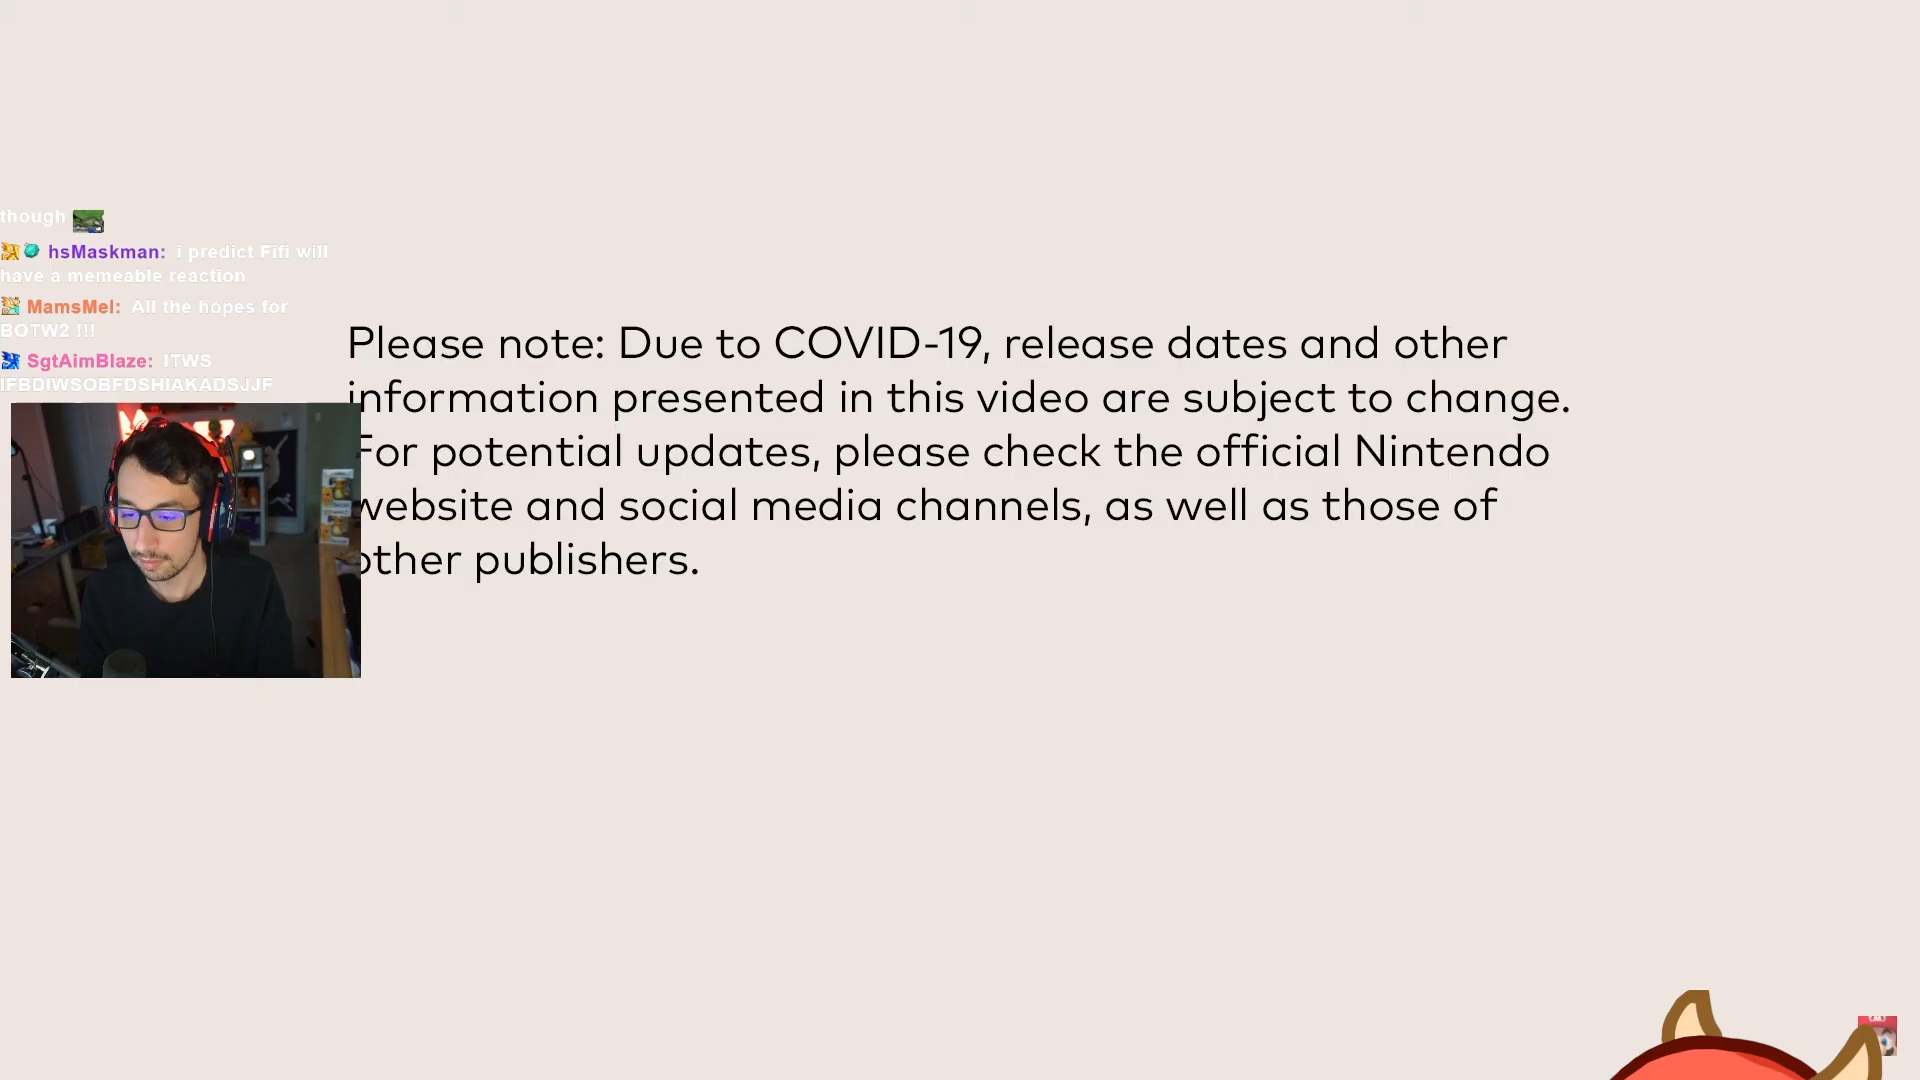 though
hsMaskman: i predict Fifi will
have a memeable reaction
MamsMel: All the hopes for
BOTW2 !!!
SgtAimBlaze: ITWS
IFBDIWSOBFDSHIAKADSJJF
Please note: Due to COVID-19, release dates and other
information presented in this video are subject to change.
For potential updates, please check the official Nintendo
website and social media channels, as well as those of
other publishers.